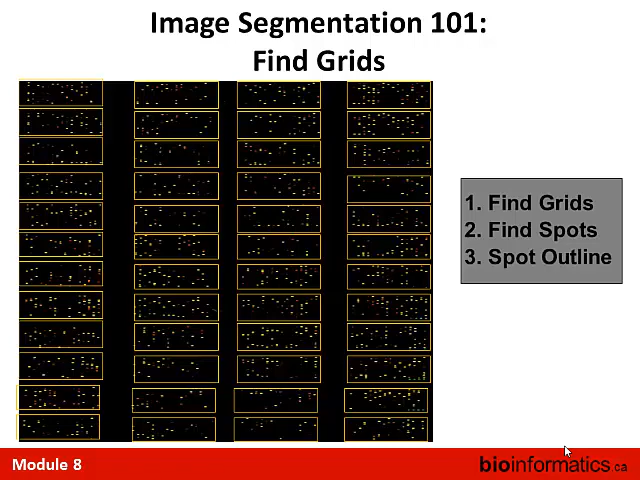 Image Segmentation 101:
Find Grids
1. Find Grids
2. Find Spots
3. Spot Outline
Module 8
bioinformatics.ca